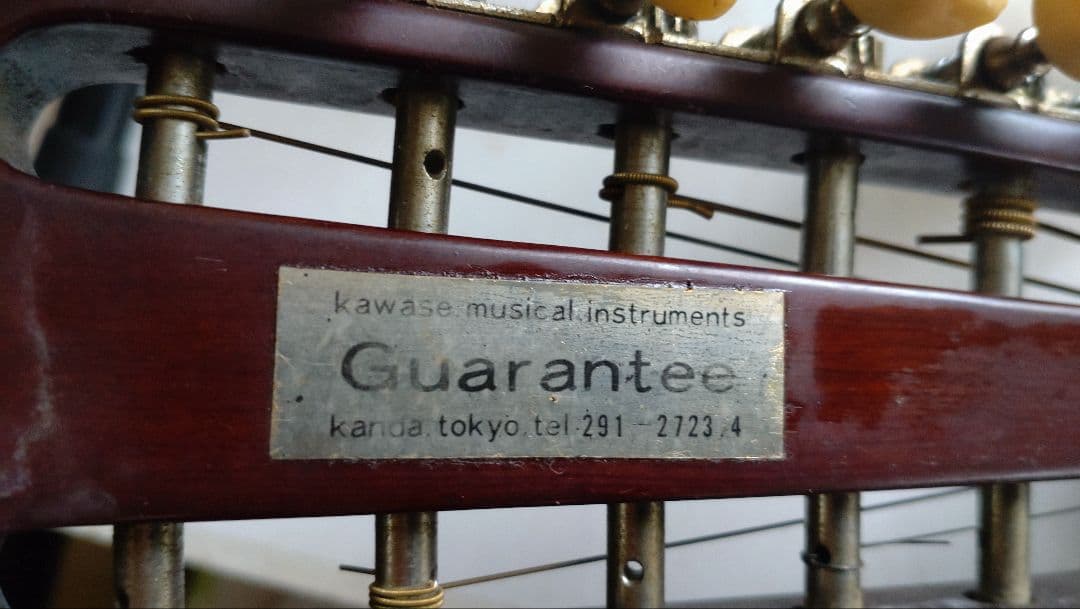 kawase.musical.instruments
Guarantee
kanda.tokyo.tel.291-2723.4